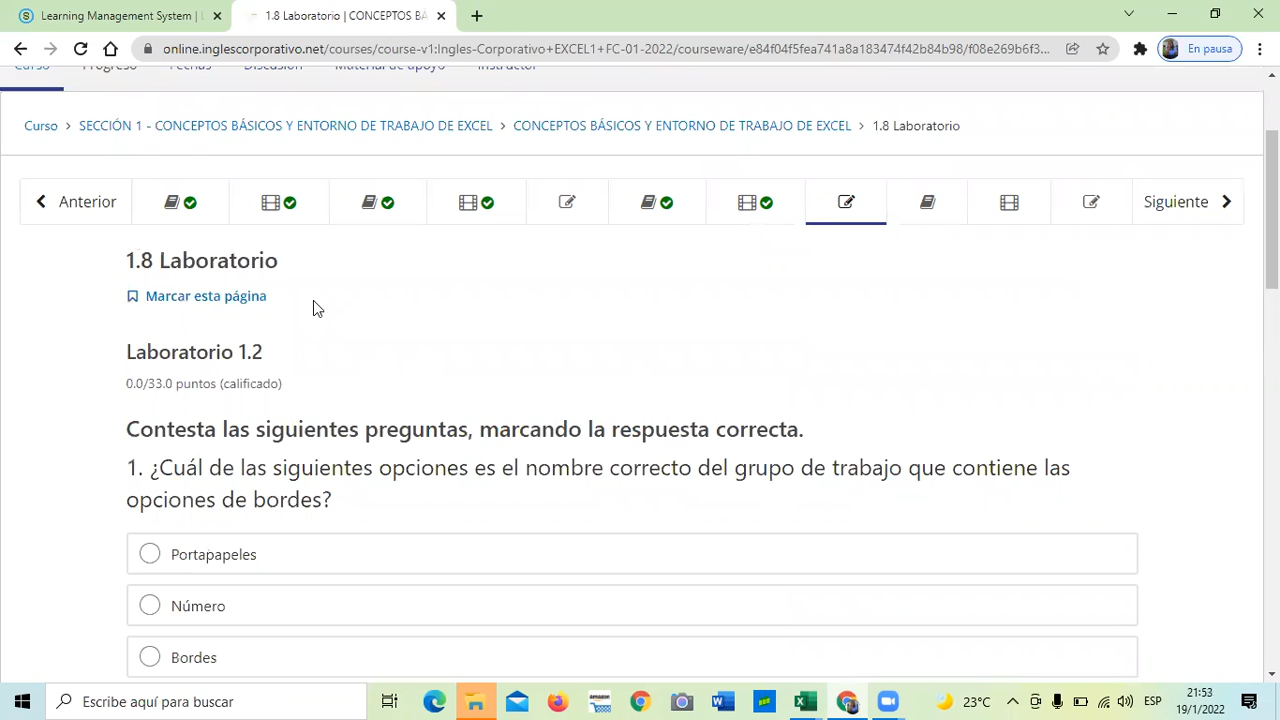 Learning Management System | L
1.8 Laboratorio | CONCEPTOS BÁ
online.inglescorporativo.net/courses/course-v1:Ingles-Corporativo+EXCEL1+FC-01-2022/courseware/e84f04f5fea741a8a183474f42b84b98/f08e269b6f3...
En pausa
Curso Progreso Fechas Discusión Material de apoyo Instructor
Curso > SECCIÓN 1 - CONCEPTOS BÁSICOS Y ENTORNO DE TRABAJO DE EXCEL > CONCEPTOS BÁSICOS Y ENTORNO DE TRABAJO DE EXCEL > 1.8 Laboratorio
Anterior
Siguiente
1.8 Laboratorio
Marcar esta página
Laboratorio 1.2
0.0/33.0 puntos (calificado)
Contesta las siguientes preguntas, marcando la respuesta correcta.
1. ¿Cuál de las siguientes opciones es el nombre correcto del grupo de trabajo que contiene las
opciones de bordes?
Portapapeles
Número
Bordes
Escribe aquí para buscar
23°C
ESP
21:53
19/1/2022